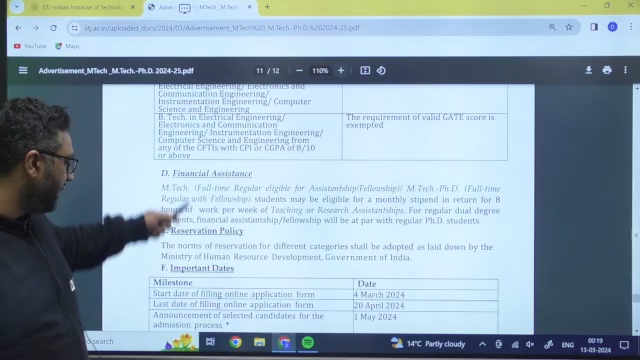 IITJ-Indian Institute of Technolo
Adver M.Tech _M.Tech
iitj.ac.in/uploaded_docs/2024/03/Advertisement_MTech%20_M.Tech.-Ph.D.%202024-25.pdf
YouTube Maps
Advertisement_MTech _M.Tech.-Ph.D. 2024-25.pdf 11 / 12 110%
Electrical Engineering/ Electronics and
Communication Engineering/
Instrumentation Engineering/ Computer
Science and Engineering
B. Tech. in Electrical Engineering/
Electronics and Communication
Engineering/ Instrumentation Engineering/
Computer Science and Engineering from
any of the CFTIs with CPI or CGPA of 8/10
or above
The requirement of valid GATE score is
exempted
D. Financial Assistance
M.Tech. (Full-time Regular eligible for Assistantship/Fellowship)/ M.Tech.-Ph.D. (Full-time
Regular with Fellowship) students may be eligible for a monthly stipend in return for 8
hours of work per week of Teaching or Research Assistantships. For regular dual degree
students, financial assistantship/fellowship will be at par with regular Ph.D. students.
Reservation Policy
The norms of reservation for different categories shall be adopted as laid down by the
Ministry of Human Resource Development, Government of India.
F. Important Dates
Milestone Date
Start date of filling online application form 4 March 2024
Last date of filling online application form 20 April 2024
Announcement of selected candidates for the 1 May 2024
admission process *
search 14°C Partly cloudy ENG 00:19
13-03-2024